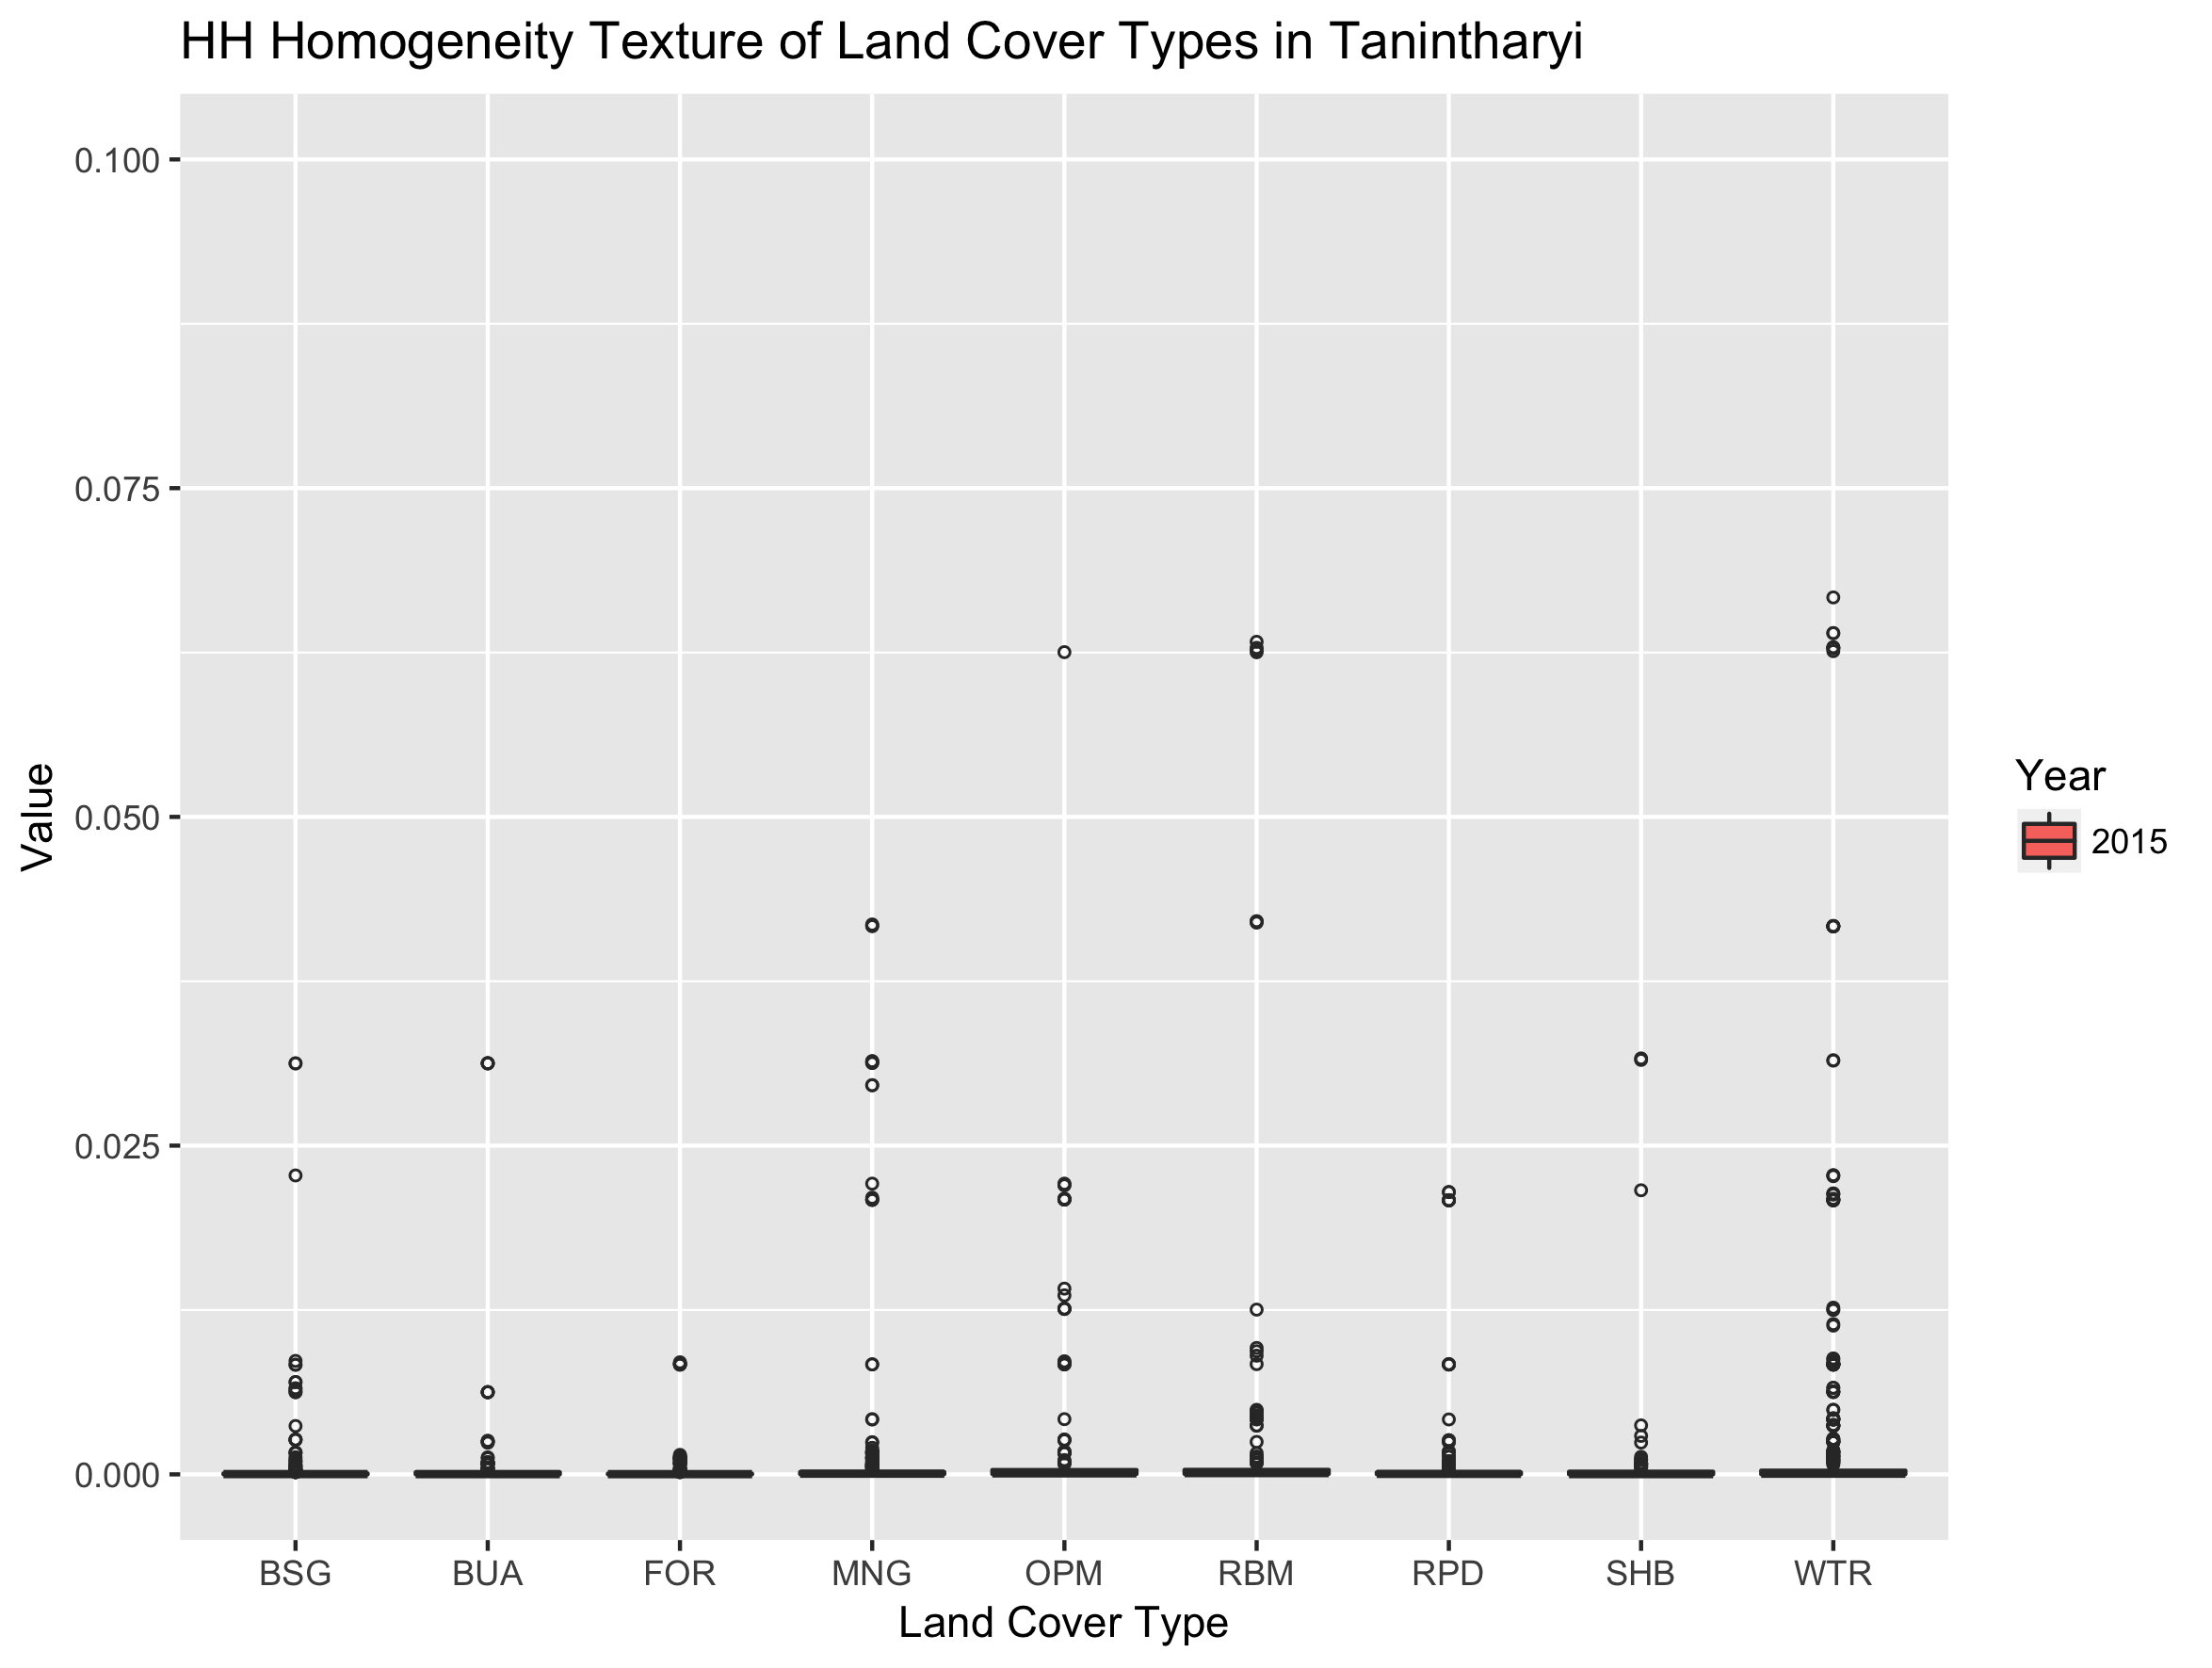 HH Homogeneity Texture of Land Cover Types in Tanintharyi
0.100
0.075
0.050
0.025
0.000
Value
BSG BUA FOR MNG OPM RBM RPD SHB WTR
Land Cover Type
Year
2015